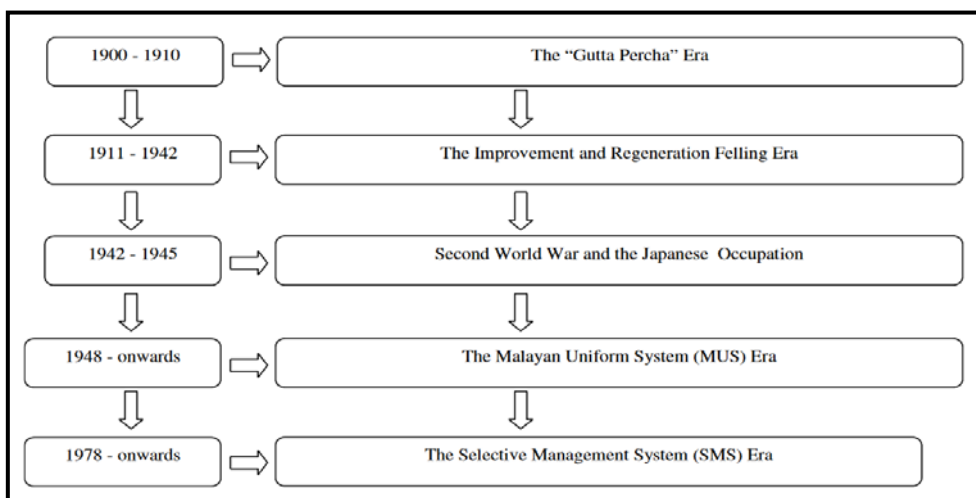 1900 - 1910
The “Gutta Percha” Era
1911 - 1942
The Improvement and Regeneration Felling Era
1942 - 1945
Second World War and the Japanese Occupation
1948 - onwards
The Malayan Uniform System (MUS) Era
1978 - onwards
The Selective Management System (SMS) Era